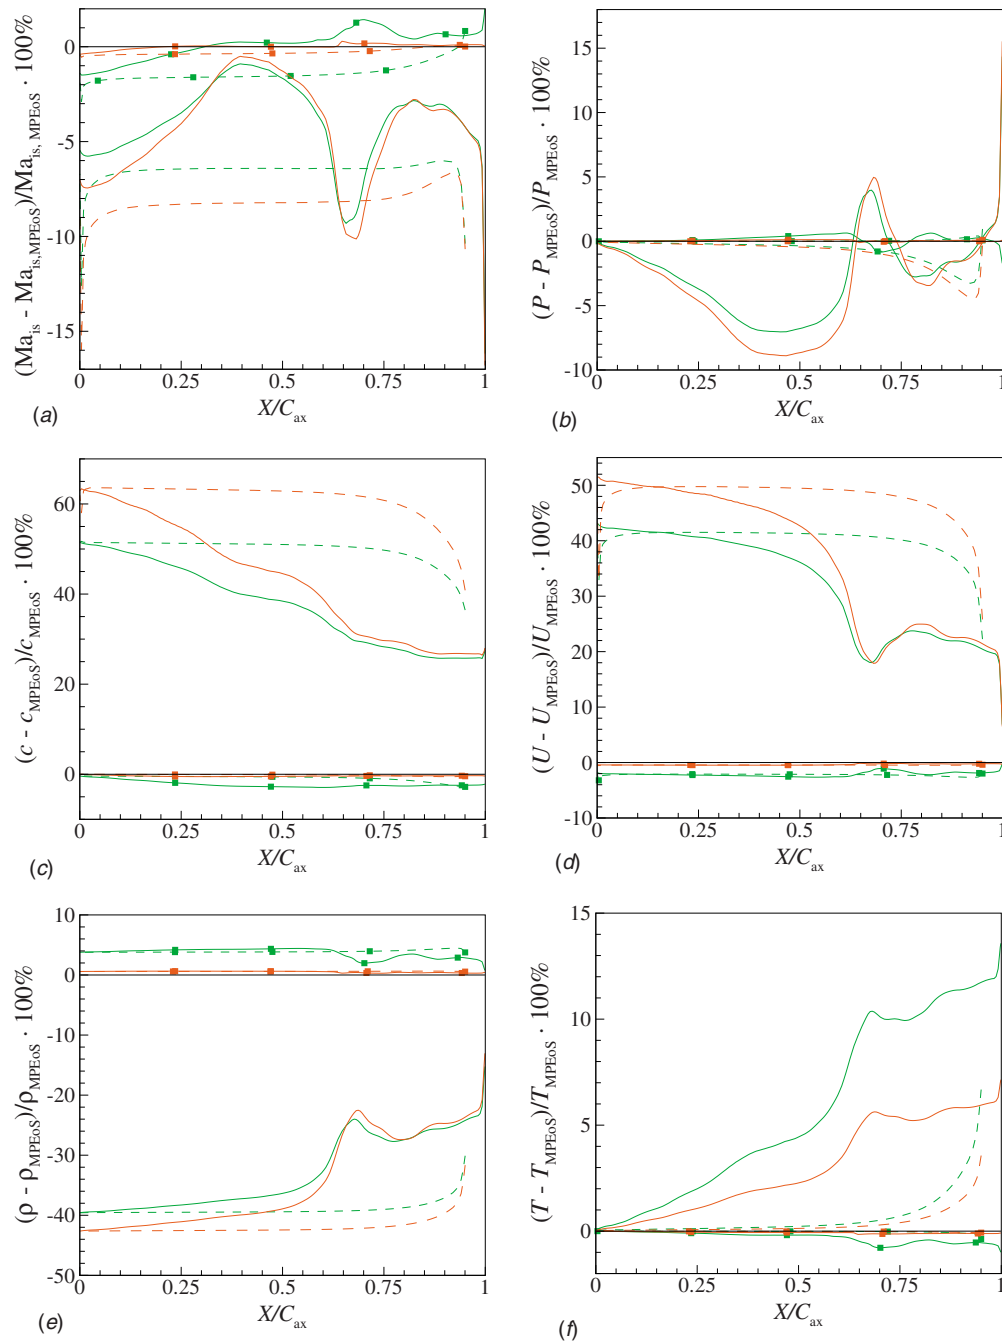 (Ma_is - Ma_is,MPEoS)/Ma_is, MPEoS · 100%
0
-5
-10
-15
0 0.25 0.5 0.75 1
X/C_ax
(a)
(P - P_MPEoS)/P_MPEoS · 100%
15
10
5
0
-5
-10
0 0.25 0.5 0.75 1
X/C_ax
(b)
(c - c_MPEoS)/c_MPEoS · 100%
60
40
20
0
0 0.25 0.5 0.75 1
X/C_ax
(c)
(U - U_MPEoS)/U_MPEoS · 100%
50
40
30
20
10
0
-10
0 0.25 0.5 0.75 1
X/C_ax
(d)
(ρ - ρ_MPEoS)/ρ_MPEoS · 100%
10
0
-10
-20
-30
-40
-50
0 0.25 0.5 0.75 1
X/C_ax
(e)
(T - T_MPEoS)/T_MPEoS · 100%
15
10
5
0
0 0.25 0.5 0.75 1
X/C_ax
(f)